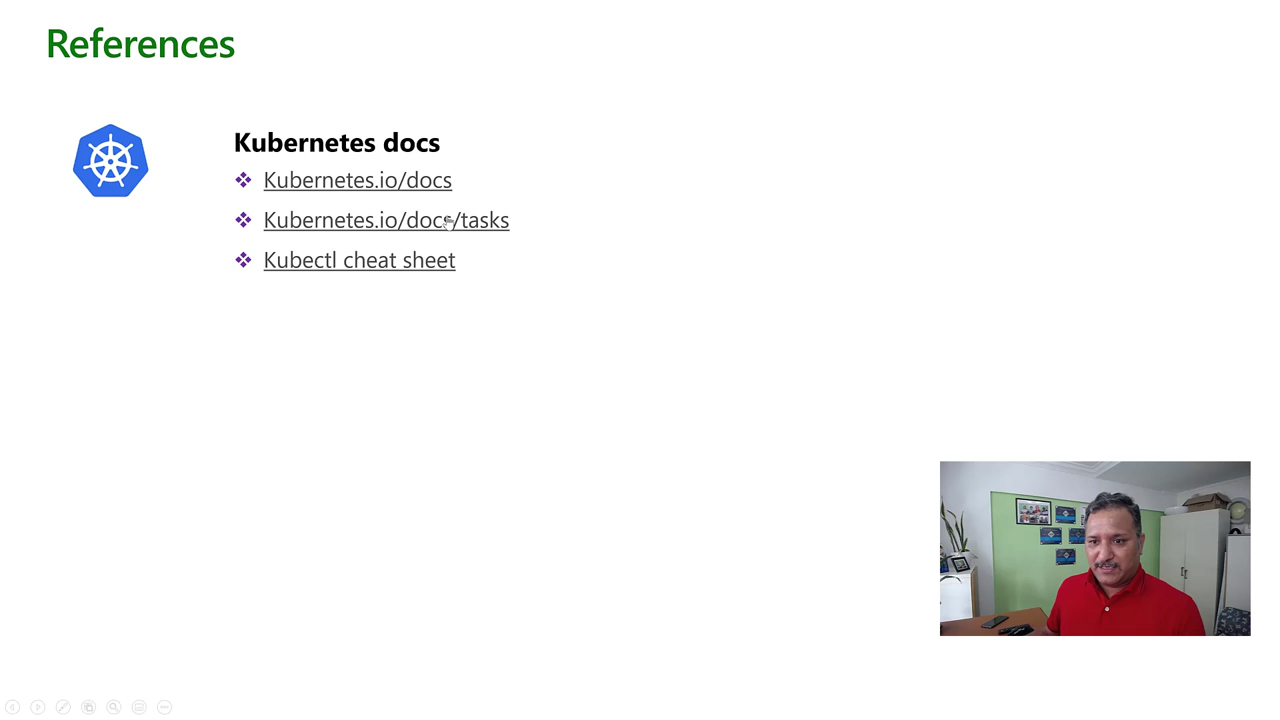 References
Kubernetes docs
Kubernetes.io/docs
Kubernetes.io/docs/tasks
Kubectl cheat sheet